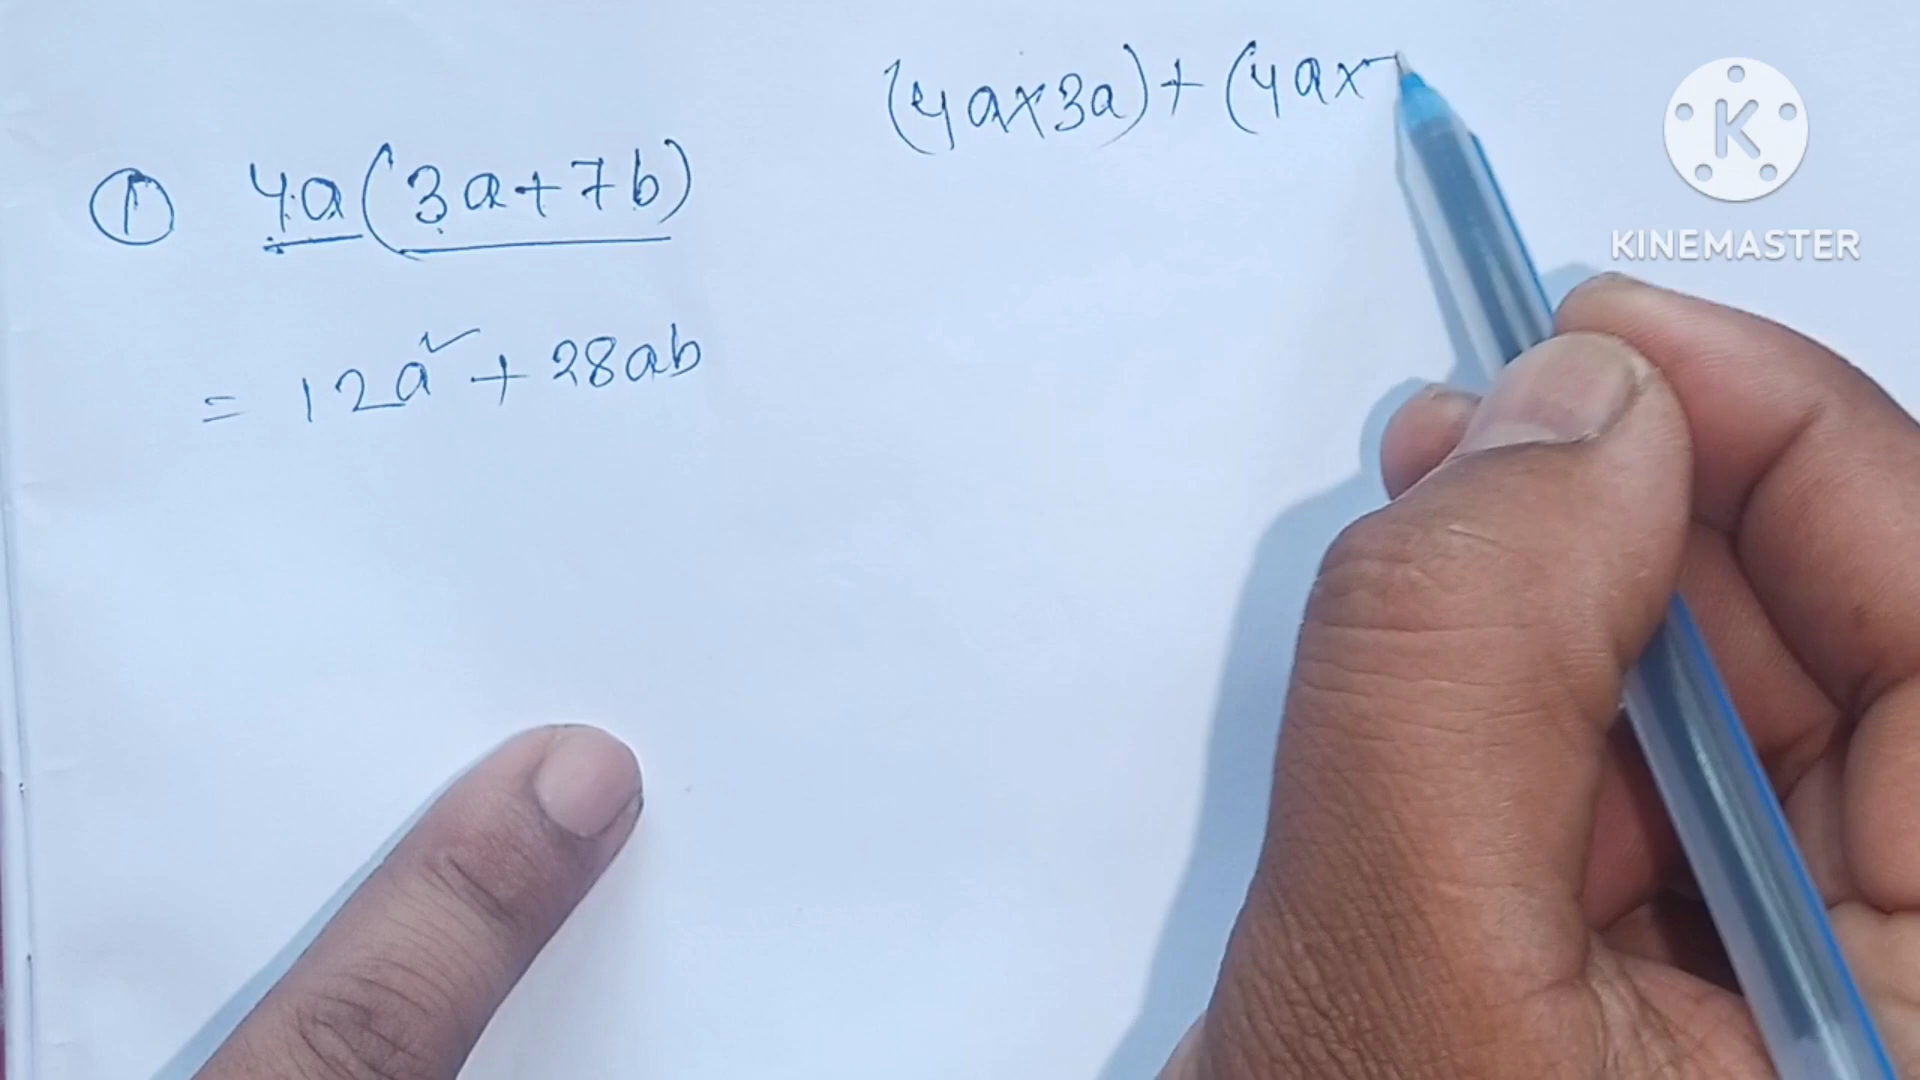 (4a×3a)+(4a×
① 4a(3a+7b)
= 12a² + 28ab
K
KINEMASTER